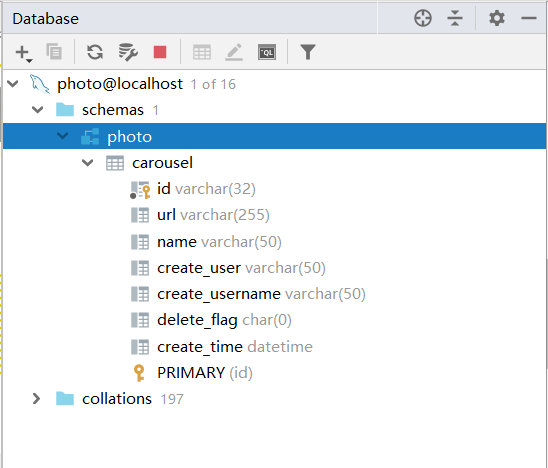 Database
QL
photo@localhost 1 of 16
schemas 1
photo
carousel
id varchar(32)
url varchar(255)
name varchar(50)
create_user varchar(50)
create_username varchar(50)
delete_flag char(0)
create_time datetime
PRIMARY (id)
collations 197